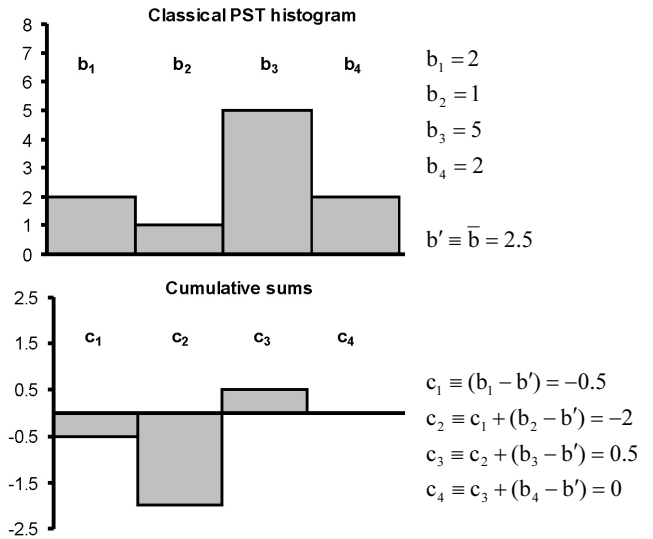 Classical PST histogram
8
7
6
5
4
3
2
1
0
b₁ b₂ b₃ b₄
b₁ = 2
b₂ = 1
b₃ = 5
b₄ = 2
b′ ≡ b̅ = 2.5
Cumulative sums
2.5
1.5
0.5
-0.5
-1.5
-2.5
c₁ c₂ c₃ c₄
c₁ ≡ (b₁ − b′) = −0.5
c₂ ≡ c₁ + (b₂ − b′) = −2
c₃ ≡ c₂ + (b₃ − b′) = 0.5
c₄ ≡ c₃ + (b₄ − b′) = 0